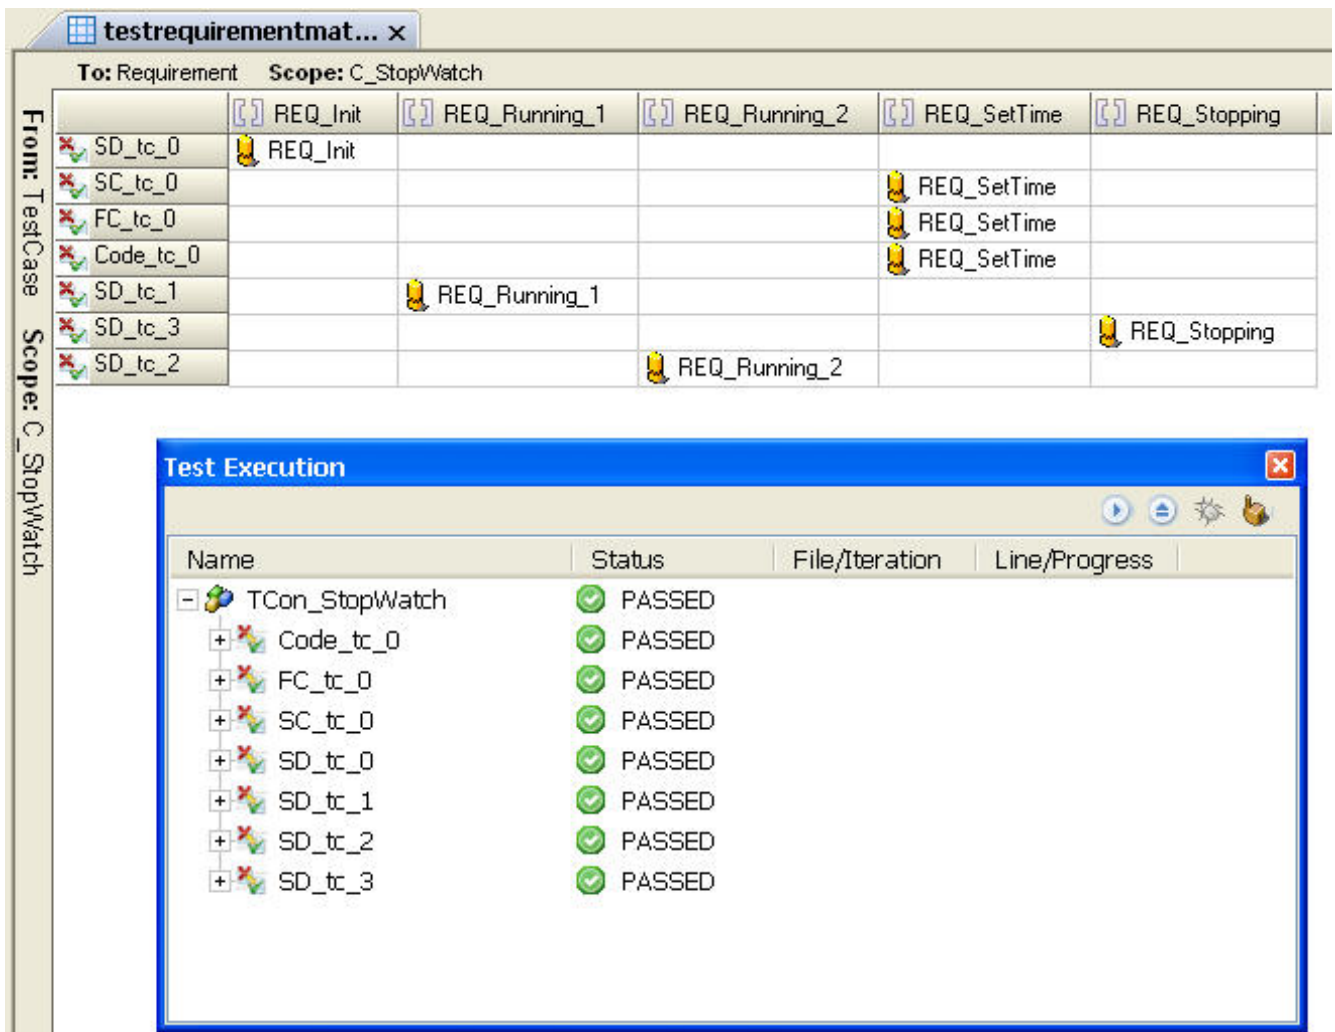 testrequirementmat... x
To: Requirement Scope: C_StopWatch
From: TestCase Scope: C_StopWatch
REQ_Init REQ_Running_1 REQ_Running_2 REQ_SetTime REQ_Stopping
SD_tc_0 REQ_Init
SC_tc_0 REQ_SetTime
FC_tc_0 REQ_SetTime
Code_tc_0 REQ_SetTime
SD_tc_1 REQ_Running_1
SD_tc_3 REQ_Stopping
SD_tc_2 REQ_Running_2
Test Execution
Name Status File/Iteration Line/Progress
TCon_StopWatch PASSED
Code_tc_0 PASSED
FC_tc_0 PASSED
SC_tc_0 PASSED
SD_tc_0 PASSED
SD_tc_1 PASSED
SD_tc_2 PASSED
SD_tc_3 PASSED